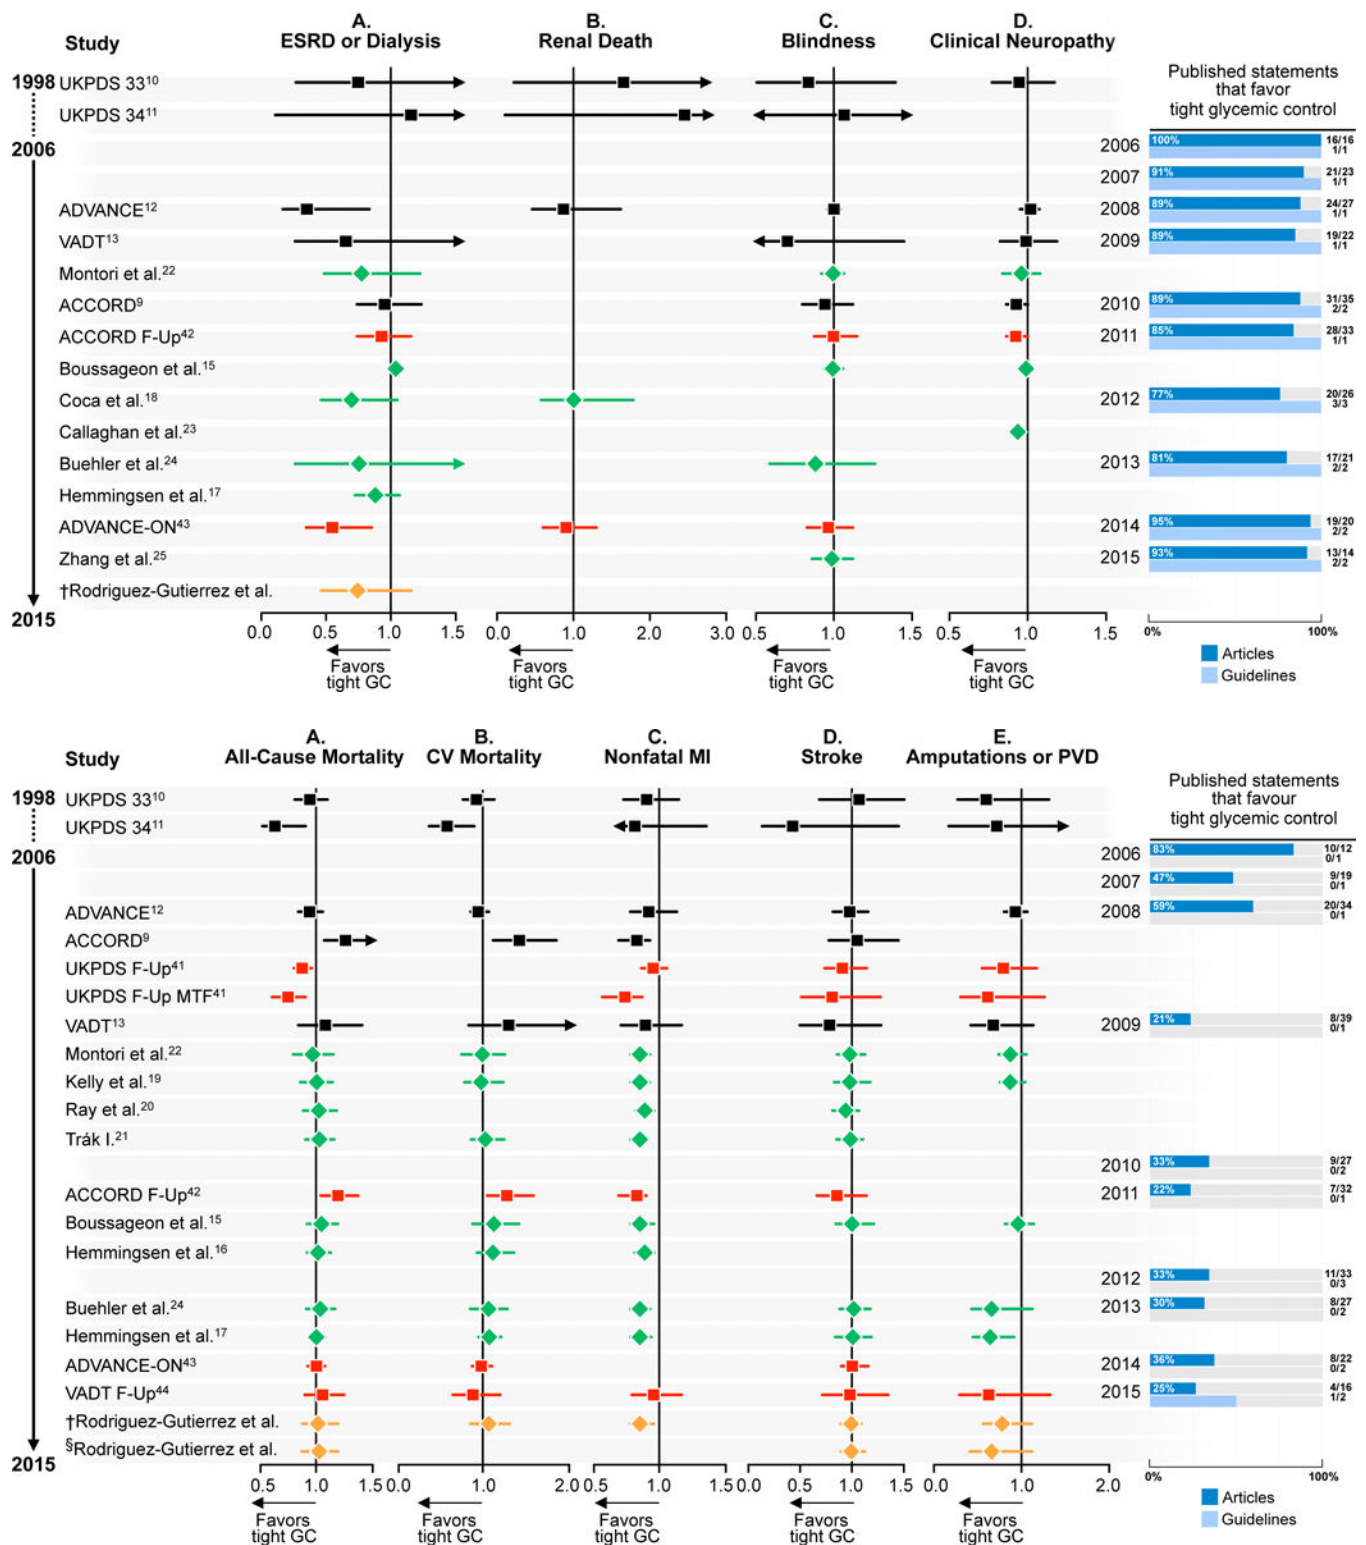 A. B. C. D.
Study ESRD or Dialysis Renal Death Blindness Clinical Neuropathy
Published statements
that favor
tight glycemic control
1998 UKPDS 33¹⁰
UKPDS 34¹¹
2006
2006 100% 16/16
1/1
2007 91% 21/23
1/1
ADVANCE¹² 2008 89% 24/27
1/1
VADT¹³ 2009 89% 19/22
1/1
Montori et al.²²
ACCORD⁹ 2010 89% 31/35
2/2
ACCORD F-Up⁴² 2011 85% 28/33
1/1
Boussageon et al.¹⁵
Coca et al.¹⁸ 2012 77% 20/26
3/3
Callaghan et al.²³
Buehler et al.²⁴ 2013 81% 17/21
2/2
Hemmingsen et al.¹⁷
ADVANCE-ON⁴³ 2014 95% 19/20
2/2
Zhang et al.²⁵ 2015 93% 13/14
2/2
†Rodriguez-Gutierrez et al.
2015
0.0 0.5 1.0 1.5 0.0 1.0 2.0 3.0 0.5 1.0 1.5 0.5 1.0 1.5 0% 100%
Favors Favors Favors Favors
tight GC tight GC tight GC tight GC
Articles
Guidelines
A. B. C. D. E.
Study All-Cause Mortality CV Mortality Nonfatal MI Stroke Amputations or PVD
Published statements
that favour
tight glycemic control
1998 UKPDS 33¹⁰
UKPDS 34¹¹
2006
2006 83% 10/12
0/1
2007 47% 9/19
0/1
ADVANCE¹² 2008 59% 20/34
0/1
ACCORD⁹
UKPDS F-Up⁴¹
UKPDS F-Up MTF⁴¹
VADT¹³ 2009 21% 8/39
0/1
Montori et al.²²
Kelly et al.¹⁹
Ray et al.²⁰
Trák I.²¹
2010 33% 9/27
0/2
ACCORD F-Up⁴² 2011 22% 7/32
0/1
Boussageon et al.¹⁵
Hemmingsen et al.¹⁶
2012 33% 11/33
0/3
Buehler et al.²⁴ 2013 30% 8/27
0/2
Hemmingsen et al.¹⁷
ADVANCE-ON⁴³ 2014 36% 8/22
0/2
VADT F-Up⁴⁴ 2015 25% 4/16
1/2
†Rodriguez-Gutierrez et al.
§Rodriguez-Gutierrez et al.
2015
0.5 1.0 1.5 0.0 1.0 2.0 0.5 1.0 0.0 0.5 1.0 1.5 0.0 1.0 2.0 0% 100%
Favors Favors Favors Favors Favors
tight GC tight GC tight GC tight GC tight GC
Articles
Guidelines